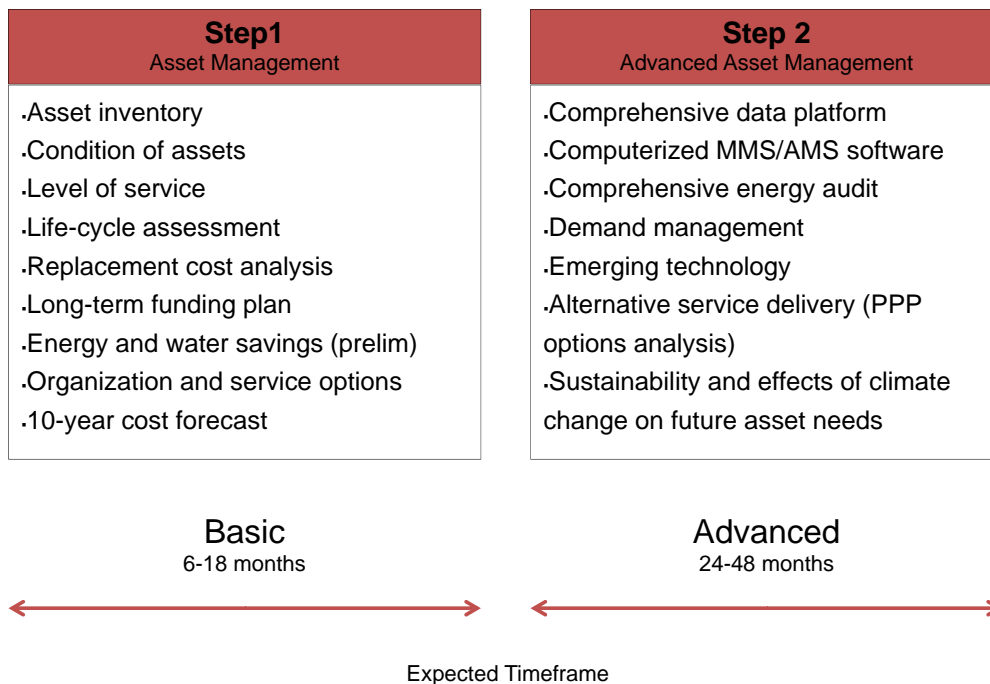 Step1
Asset Management
·Asset inventory
·Condition of assets
·Level of service
·Life-cycle assessment
·Replacement cost analysis
·Long-term funding plan
·Energy and water savings (prelim)
·Organization and service options
·10-year cost forecast
Step 2
Advanced Asset Management
·Comprehensive data platform
·Computerized MMS/AMS software
·Comprehensive energy audit
·Demand management
·Emerging technology
·Alternative service delivery (PPP
options analysis)
·Sustainability and effects of climate
change on future asset needs
Basic
6-18 months
Advanced
24-48 months
Expected Timeframe